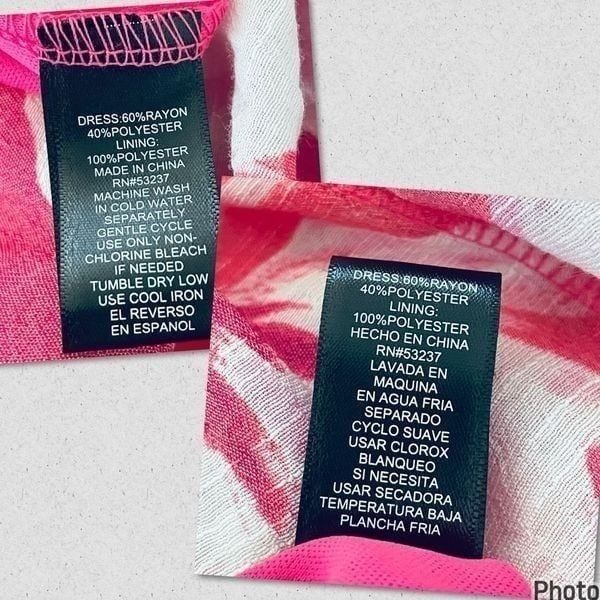 DRESS:60%RAYON
40%POLYESTER
LINING:
100%POLYESTER
MADE IN CHINA
RN#53237
MACHINE WASH
IN COLD WATER
SEPARATELY
GENTLE CYCLE
USE ONLY NON-
CHLORINE BLEACH
IF NEEDED
TUMBLE DRY LOW
USE COOL IRON
EL REVERSO
EN ESPANOL
DRESS:60%RAYON
40%POLYESTER
LINING:
100%POLYESTER
HECHO EN CHINA
RN#53237
LAVADA EN
MAQUINA
EN AGUA FRIA
SEPARADO
CYCLO SUAVE
USAR CLOROX
BLANQUEO
SI NECESITA
USAR SECADORA
TEMPERATURA BAJA
PLANCHA FRIA
Photo